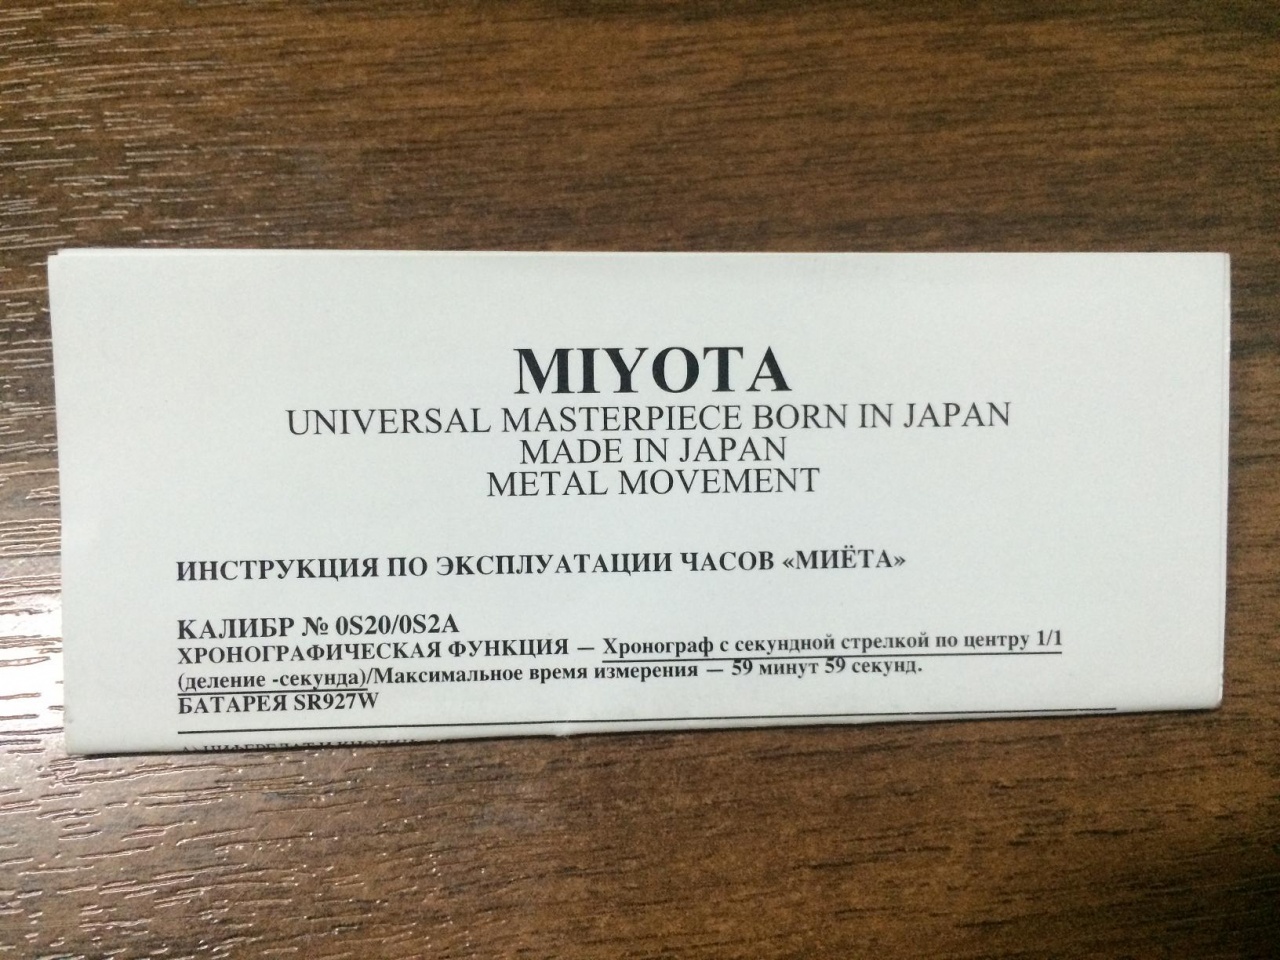 MIYOTA
UNIVERSAL MASTERPIECE BORN IN JAPAN
MADE IN JAPAN
METAL MOVEMENT
ИНСТРУКЦИЯ ПО ЭКСПЛУАТАЦИИ ЧАСОВ «МИЁТА»
КАЛИБР № 0S20/0S2A
ХРОНОГРАФИЧЕСКАЯ ФУНКЦИЯ — Хронограф с секундной стрелкой по центру 1/1
(деление -секунда)/Максимальное время измерения — 59 минут 59 секунд.
БАТАРЕЯ SR927W